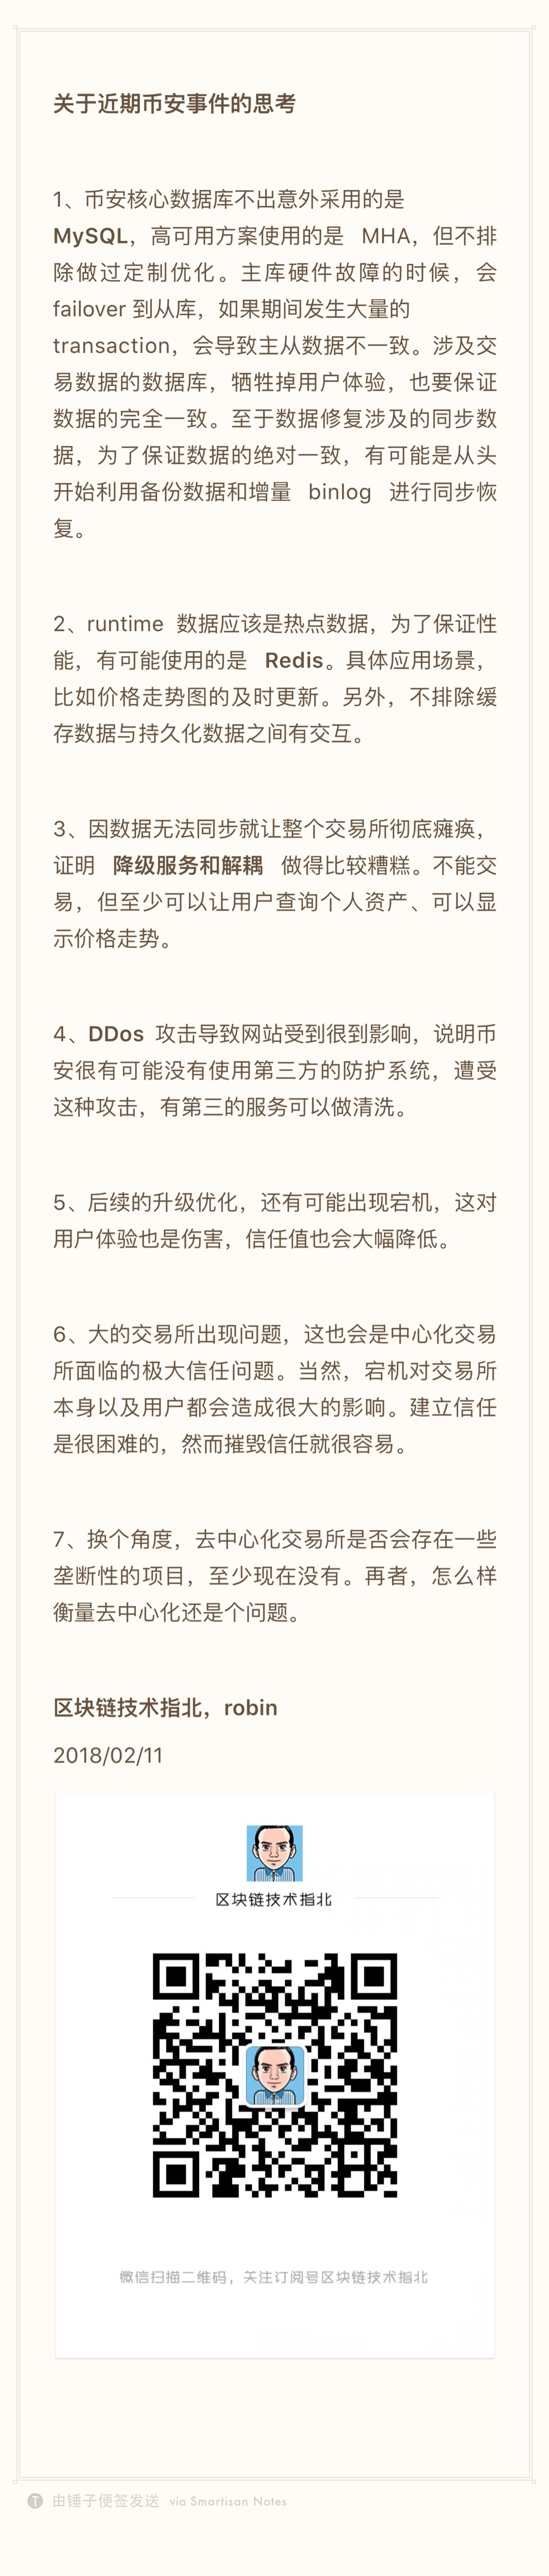 关于近期币安事件的思考
1、币安核心数据库不出意外采用的是
MySQL，高可用方案使用的是 MHA，但不排
除做过定制优化。主库硬件故障的时候，会
failover 到从库，如果期间发生大量的
transaction，会导致主从数据不一致。涉及交
易数据的数据库，牺牲掉用户体验，也要保证
数据的完全一致。至于数据修复涉及的同步数
据，为了保证数据的绝对一致，有可能是从头
开始利用备份数据和增量 binlog 进行同步恢
复。
2、runtime 数据应该是热点数据，为了保证性
能，有可能使用的是 Redis。具体应用场景，
比如价格走势图的及时更新。另外，不排除缓
存数据与持久化数据之间有交互。
3、因数据无法同步就让整个交易所彻底瘫痪，
证明 降级服务和解耦 做得比较糟糕。不能交
易，但至少可以让用户查询个人资产、可以显
示价格走势。
4、DDos 攻击导致网站受到很到影响，说明币
安很有可能没有使用第三方的防护系统，遭受
这种攻击，有第三的服务可以做清洗。
5、后续的升级优化，还有可能出现宕机，这对
用户体验也是伤害，信任值也会大幅降低。
6、大的交易所出现问题，这也会是中心化交易
所面临的极大信任问题。当然，宕机对交易所
本身以及用户都会造成很大的影响。建立信任
是很困难的，然而摧毁信任就很容易。
7、换个角度，去中心化交易所是否会存在一些
垄断性的项目，至少现在没有。再者，怎么样
衡量去中心化还是个问题。
区块链技术指北，robin
2018/02/11
区块链技术指北
微信扫描二维码，关注订阅号区块链技术指北
T 由锤子便签发送 via Smartisan Notes